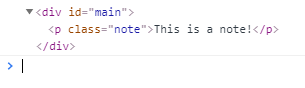 ▼<div id="main">
<p class="note">This is a note!</p>
</div>
>